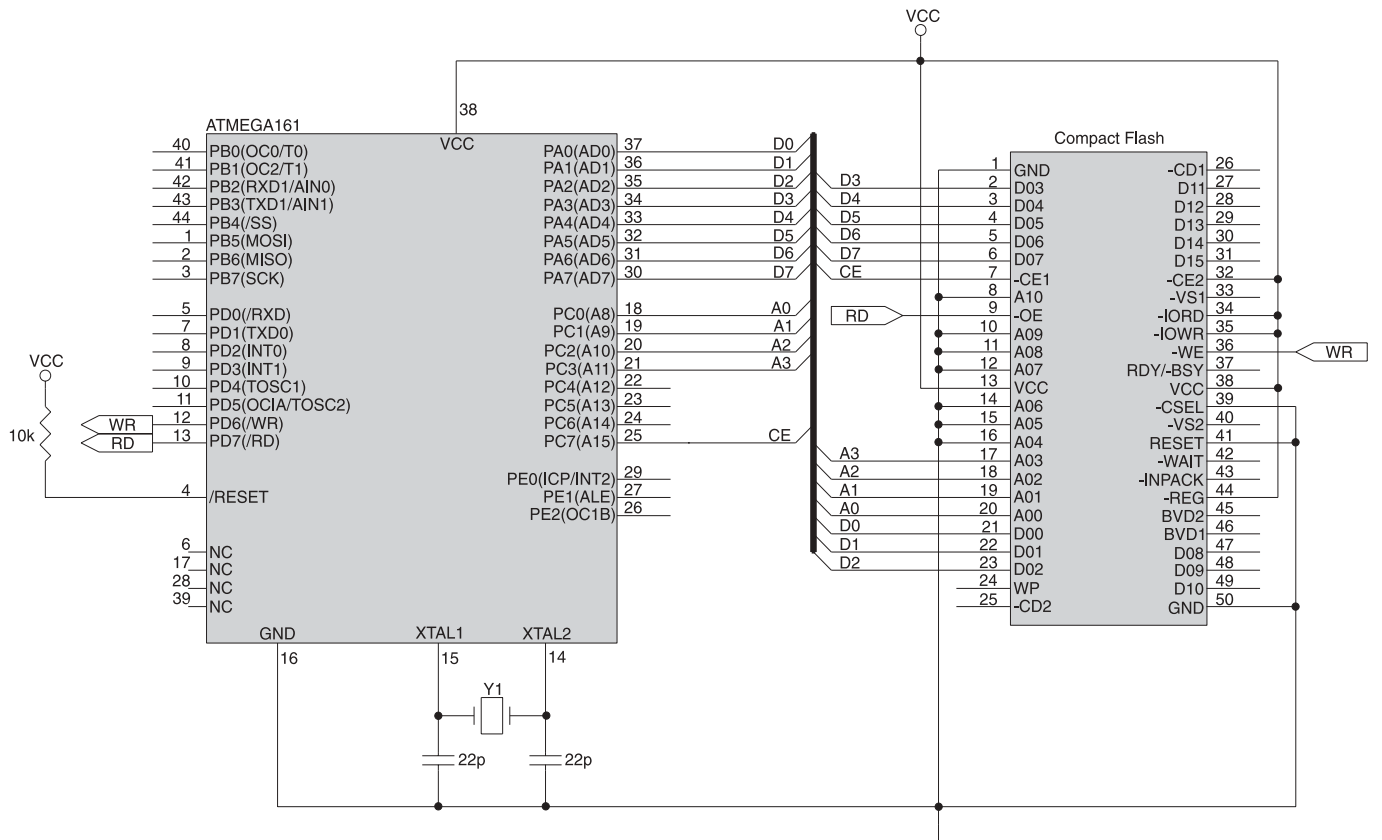 VCC
38
ATMEGA161
VCC
40 PB0(OC0/T0)
41 PB1(OC2/T1)
42 PB2(RXD1/AIN0)
43 PB3(TXD1/AIN1)
44 PB4(/SS)
1 PB5(MOSI)
2 PB6(MISO)
3 PB7(SCK)
5 PD0(/RXD)
7 PD1(TXD0)
8 PD2(INT0)
9 PD3(INT1)
10 PD4(TOSC1)
11 PD5(OCIA/TOSC2)
WR 12 PD6(/WR)
RD 13 PD7(/RD)
VCC
10k
4 /RESET
6 NC
17 NC
28 NC
39 NC
PA0(AD0) 37 D0
PA1(AD1) 36 D1
PA2(AD2) 35 D2
PA3(AD3) 34 D3
PA4(AD4) 33 D4
PA5(AD5) 32 D5
PA6(AD6) 31 D6
PA7(AD7) 30 D7
PC0(A8) 18 A0
PC1(A9) 19 A1
PC2(A10) 20 A2
PC3(A11) 21 A3
PC4(A12) 22
PC5(A13) 23
PC6(A14) 24
PC7(A15) 25 CE
PE0(ICP/INT2) 29
PE1(ALE) 27
PE2(OC1B) 26
GND XTAL1 XTAL2
16 15 14
Y1
22p 22p
Compact Flash
1 GND
D3 2 D03
D4 3 D04
D5 4 D05
D6 5 D06
D7 6 D07
CE 7 -CE1
8 A10
RD 9 -OE
10 A09
11 A08
12 A07
13 VCC
14 A06
15 A05
16 A04
A3 17 A03
A2 18 A02
A1 19 A01
A0 20 A00
D0 21 D00
D1 22 D01
D2 23 D02
24 WP
25 -CD2
-CD1 26
D11 27
D12 28
D13 29
D14 30
D15 31
-CE2 32
-VS1 33
-IORD 34
-IOWR 35
-WE 36 WR
RDY/-BSY 37
VCC 38
-CSEL 39
-VS2 40
RESET 41
-WAIT 42
-INPACK 43
-REG 44
BVD2 45
BVD1 46
D08 47
D09 48
D10 49
GND 50